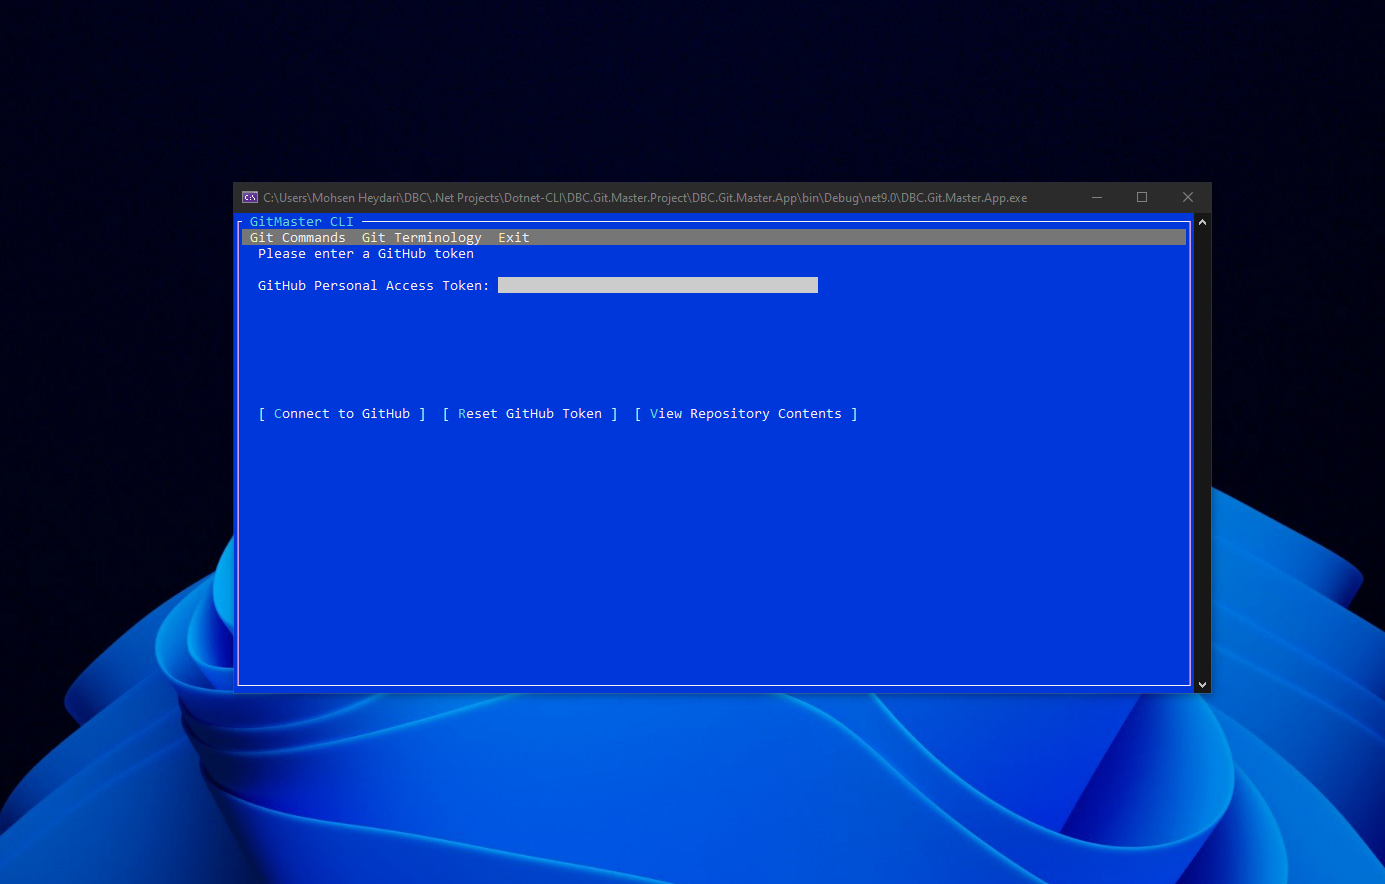 C:\Users\Mohsen Heydari\DBC\.Net Projects\Dotnet-CLI\DBC.Git.Master.Project\DBC.Git.Master.App\bin\Debug\net9.0\DBC.Git.Master.App.exe
GitMaster CLI
Git Commands  Git Terminology  Exit
Please enter a GitHub token
GitHub Personal Access Token:
[ Connect to GitHub ]  [ Reset GitHub Token ]  [ View Repository Contents ]